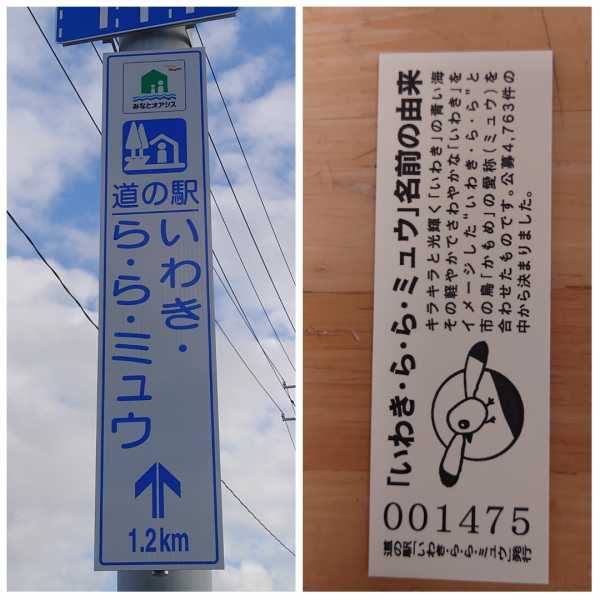 みなとオアシス
道の駅
いわき・
ら・ら・ミュウ
1.2km
「いわき・ら・ら・ミュウ」名前の由来
キラキラと光輝く「いわき」の青い海
その軽やかでさわやかな「いわき」を
イメージした"いわき・ら・ら"と
市の鳥「かもめ」の愛称(ミュウ)を
合わせたものです。公募4,763件の
中から決まりました。
001475
道の駅「いわき・ら・ら・ミュウ」発行